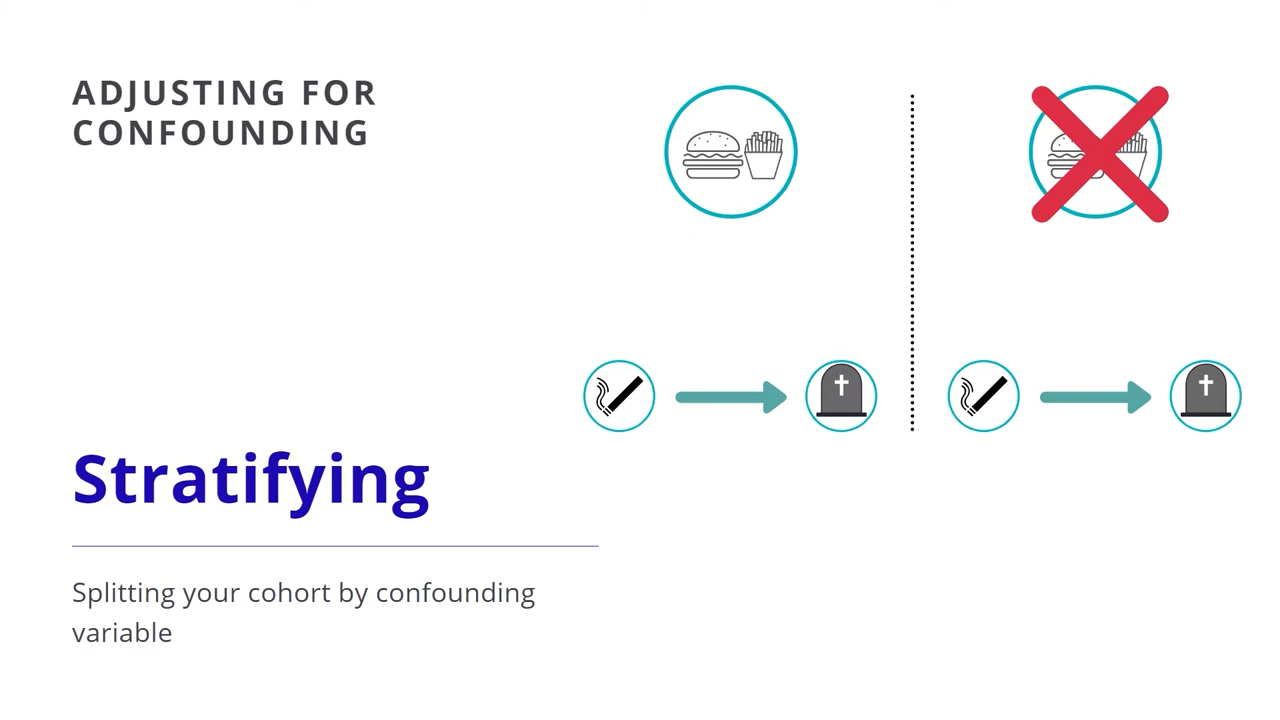 ADJUSTING FOR
CONFOUNDING
Stratifying
Splitting your cohort by confounding
variable